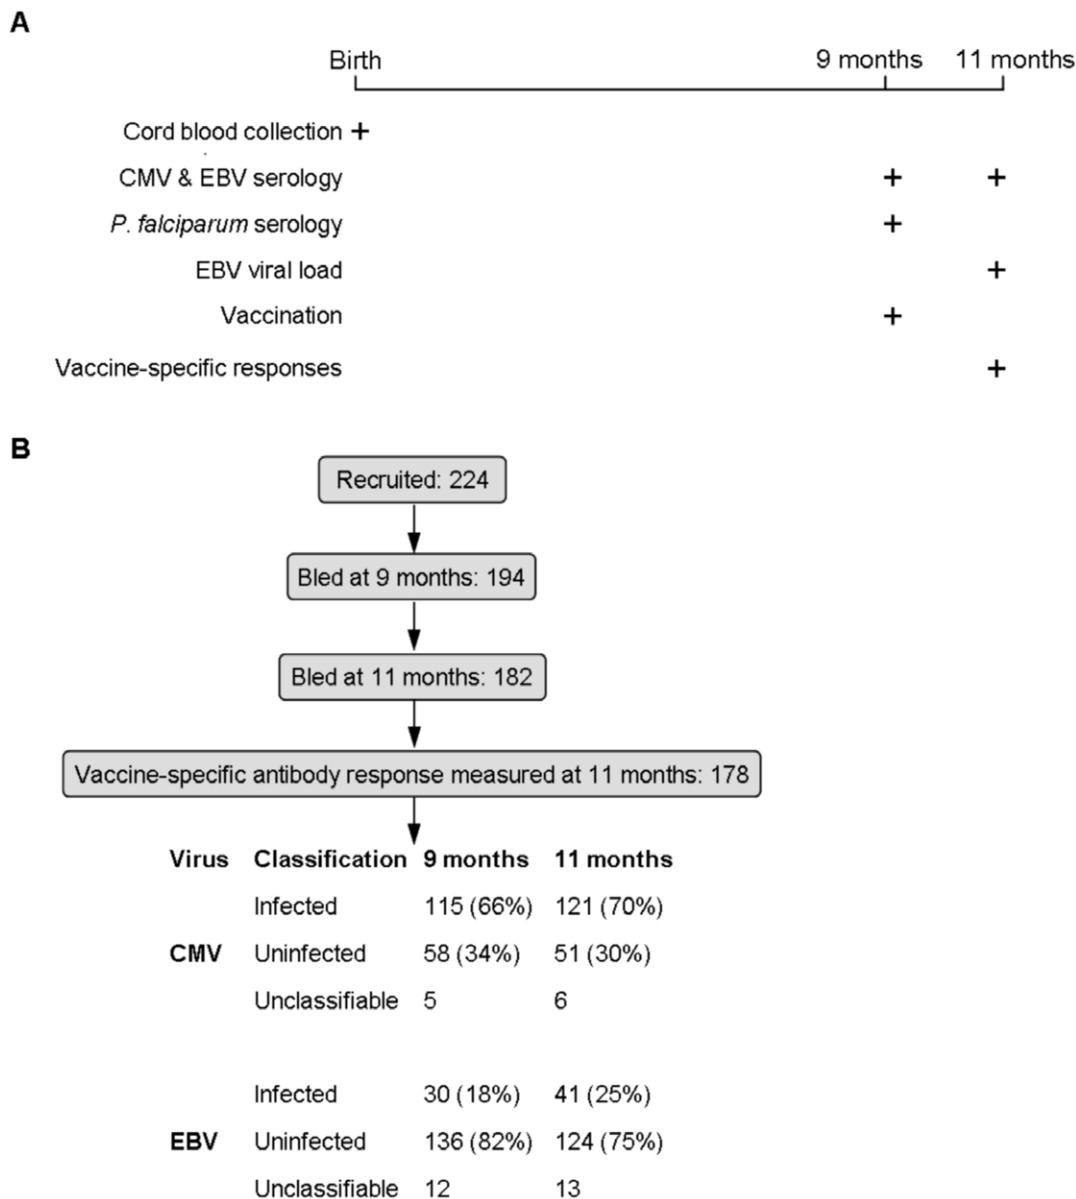 A
Birth 9 months 11 months
Cord blood collection +
CMV & EBV serology + +
P. falciparum serology +
EBV viral load +
Vaccination +
Vaccine-specific responses +
B
Recruited: 224
Bled at 9 months: 194
Bled at 11 months: 182
Vaccine-specific antibody response measured at 11 months: 178
Virus Classification 9 months 11 months
Infected 115 (66%) 121 (70%)
CMV Uninfected 58 (34%) 51 (30%)
Unclassifiable 5 6
Infected 30 (18%) 41 (25%)
EBV Uninfected 136 (82%) 124 (75%)
Unclassifiable 12 13